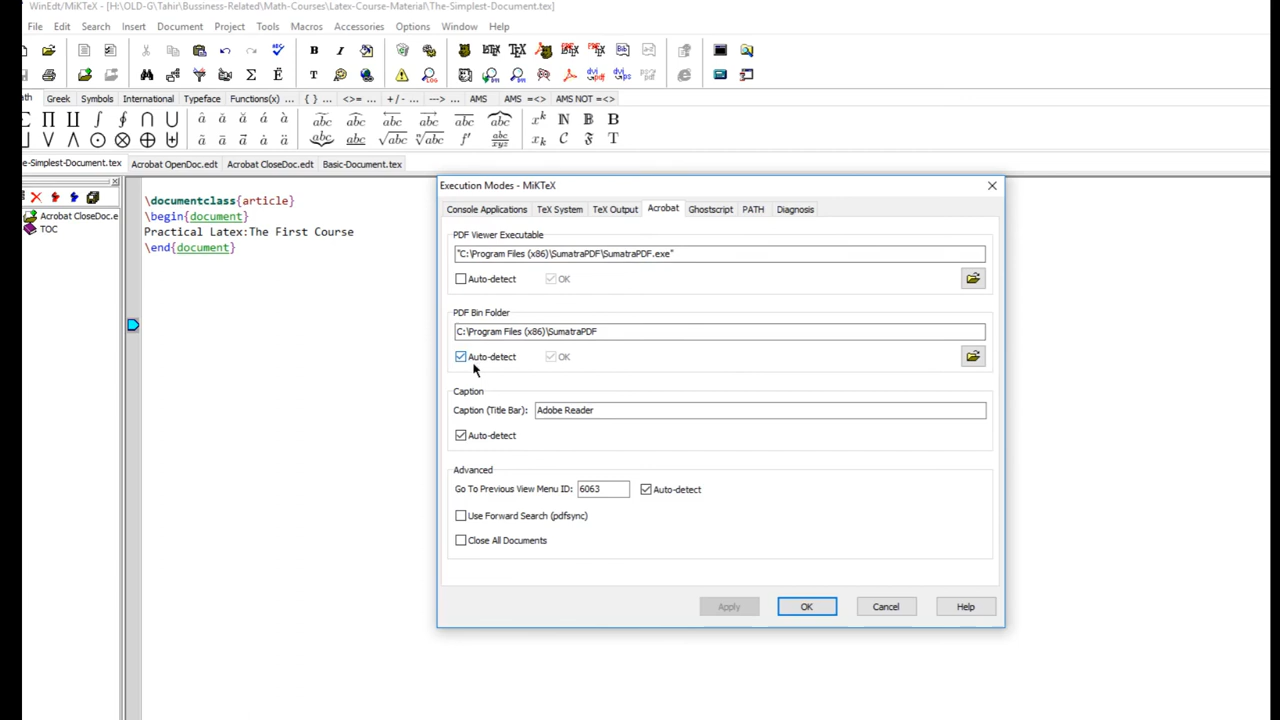 WinEdt/MiKTeX - [H:\OLD-G\Tahir\Bussiness-Related\Math-Courses\Latex-Course-Material\The-Simplest-Document.tex]
File Edit Search Insert Document Project Tools Macros Accessories Options Window Help
Greek Symbols International Typeface Functions(x) ... { } ... <>= ... + / - ... ---> ... AMS AMS =<> AMS NOT =<>
e-Simplest-Document.tex Acrobat OpenDoc.edt Acrobat CloseDoc.edt Basic-Document.tex
Acrobat CloseDoc.e
TOC
\documentclass{article}
\begin{document}
Practical Latex:The First Course
\end{document}
Execution Modes - MiKTeX
Console Applications TeX System TeX Output Acrobat Ghostscript PATH Diagnosis
PDF Viewer Executable
"C:\Program Files (x86)\SumatraPDF\SumatraPDF.exe"
Auto-detect OK
PDF Bin Folder
C:\Program Files (x86)\SumatraPDF
Auto-detect OK
Caption
Caption (Title Bar): Adobe Reader
Auto-detect
Advanced
Go To Previous View Menu ID: 6063 Auto-detect
Use Forward Search (pdfsync)
Close All Documents
Apply OK Cancel Help